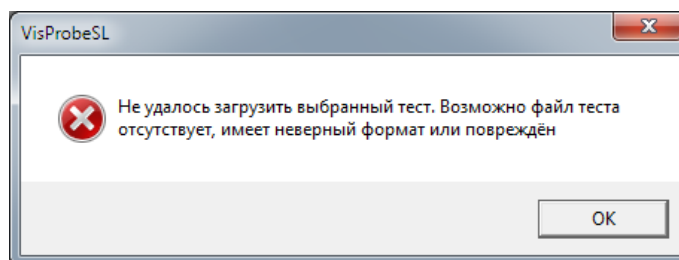 VisProbeSL
Не удалось загрузить выбранный тест. Возможно файл теста
отсутствует, имеет неверный формат или повреждён
OK